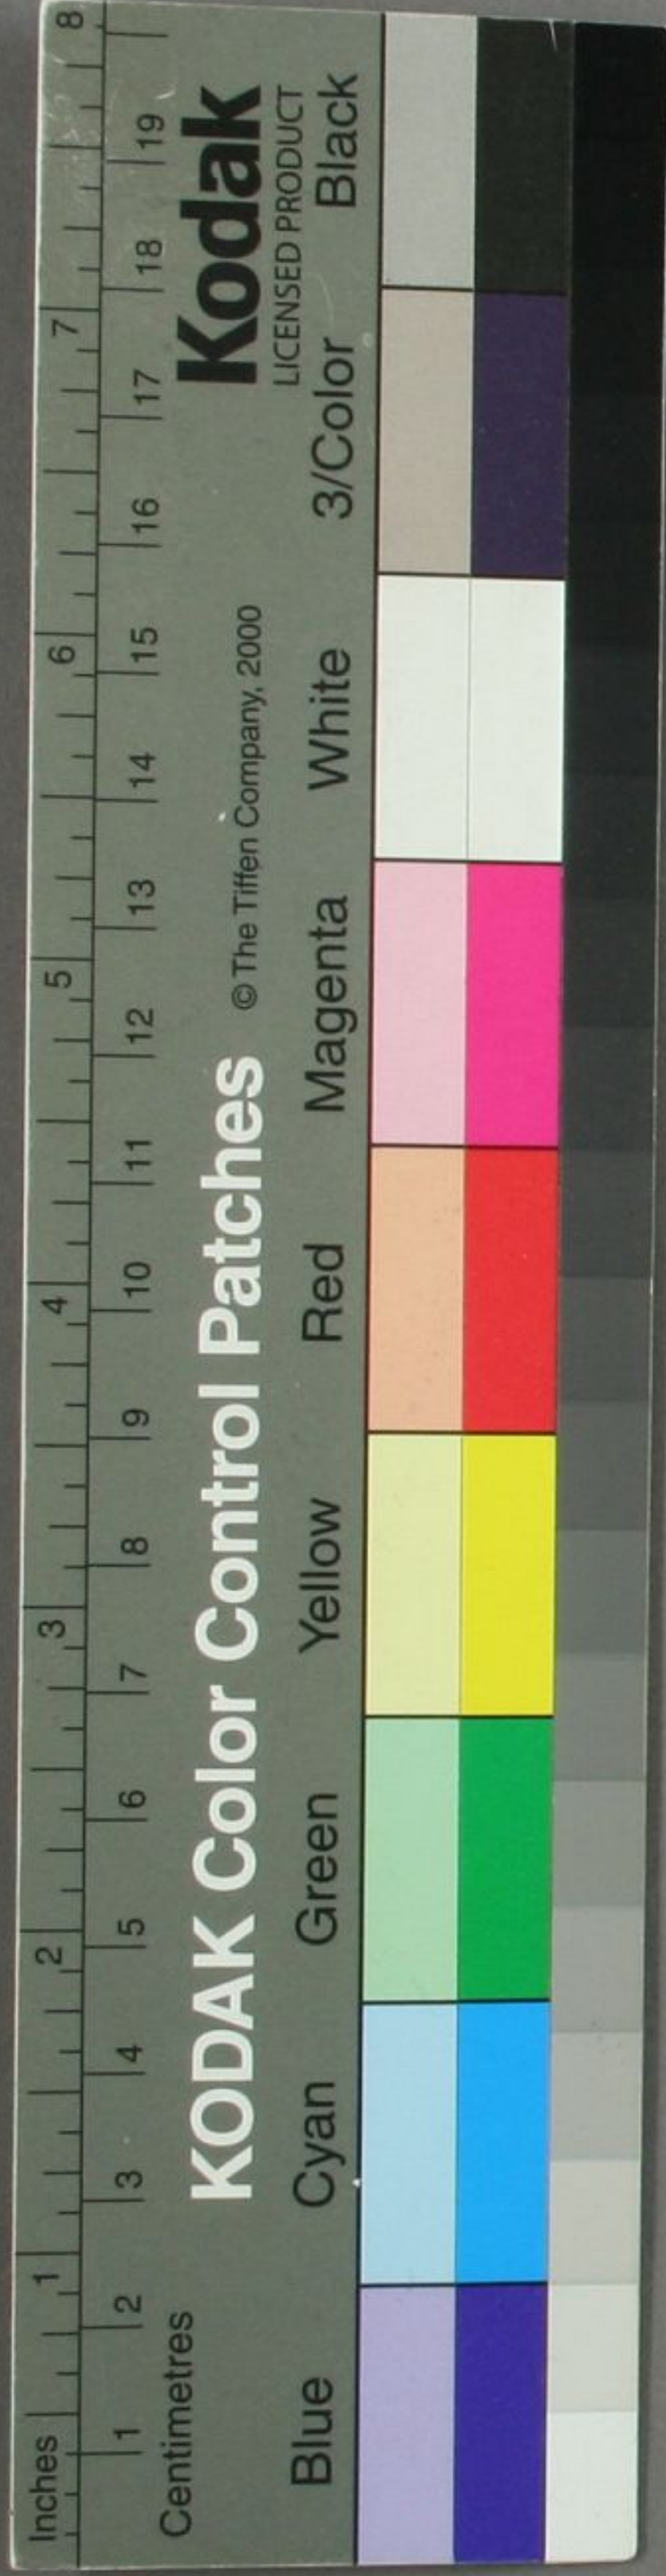 Inches 1 2 3 4 5 6 7 8
Centimetres 1 2 3 4 5 6 7 8 9 10 11 12 13 14 15 16 17 18 19
KODAK Color Control Patches © The Tiffen Company, 2000 Kodak
LICENSED PRODUCT
Blue Cyan Green Yellow Red Magenta White 3/Color Black